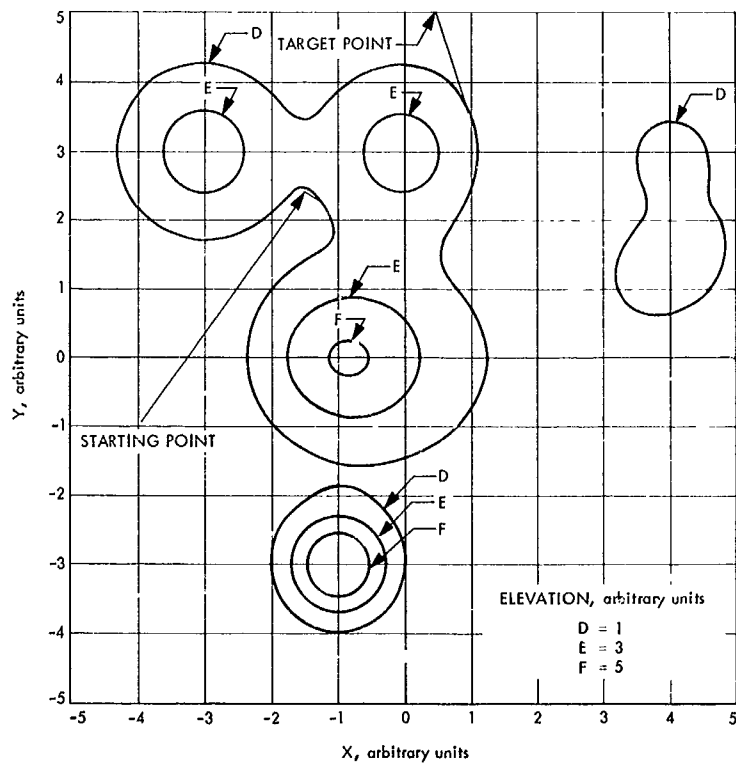 5
D
TARGET POINT
4
E
E
D
3
2
1
E
F
Y, arbitrary units
0
-1
STARTING POINT
-2
D
E
F
-3
ELEVATION, arbitrary units
D = 1
E = 3
F = 5
-4
-5
-5 -4 -3 -2 -1 0 1 2 3 4 5
X, arbitrary units